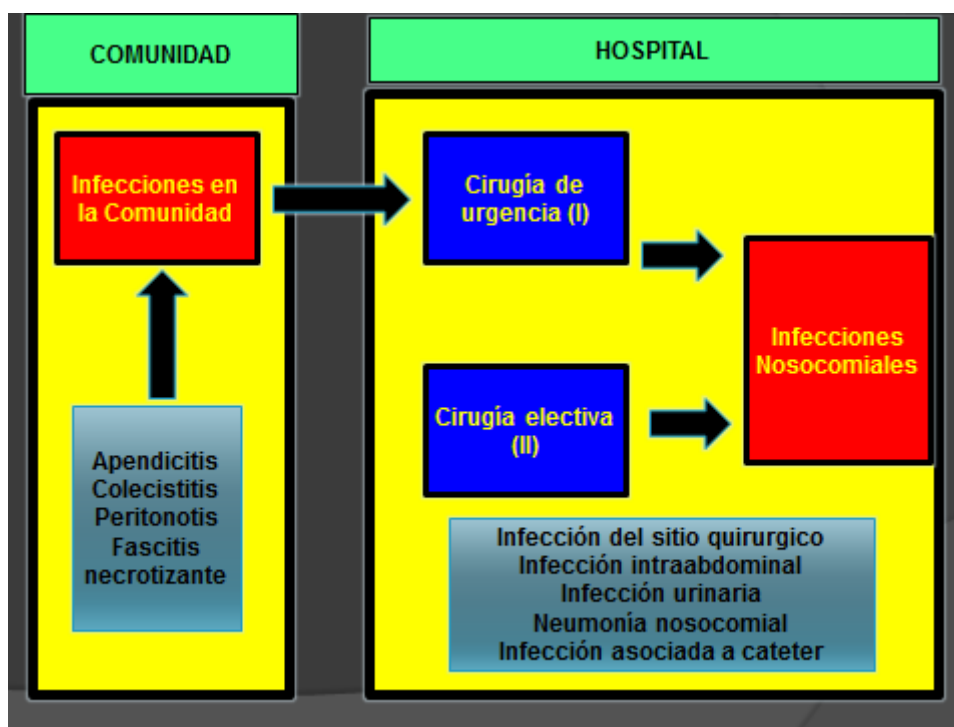 COMUNIDAD
Infecciones en
la Comunidad
Apendicitis
Colecistitis
Peritonotis
Fascitis
necrotizante
HOSPITAL
Cirugía de
urgencia (I)
Cirugía electiva
(II)
Infecciones
Nosocomiales
Infección del sitio quirurgico
Infección intraabdominal
Infección urinaria
Neumonía nosocomial
Infección asociada a cateter